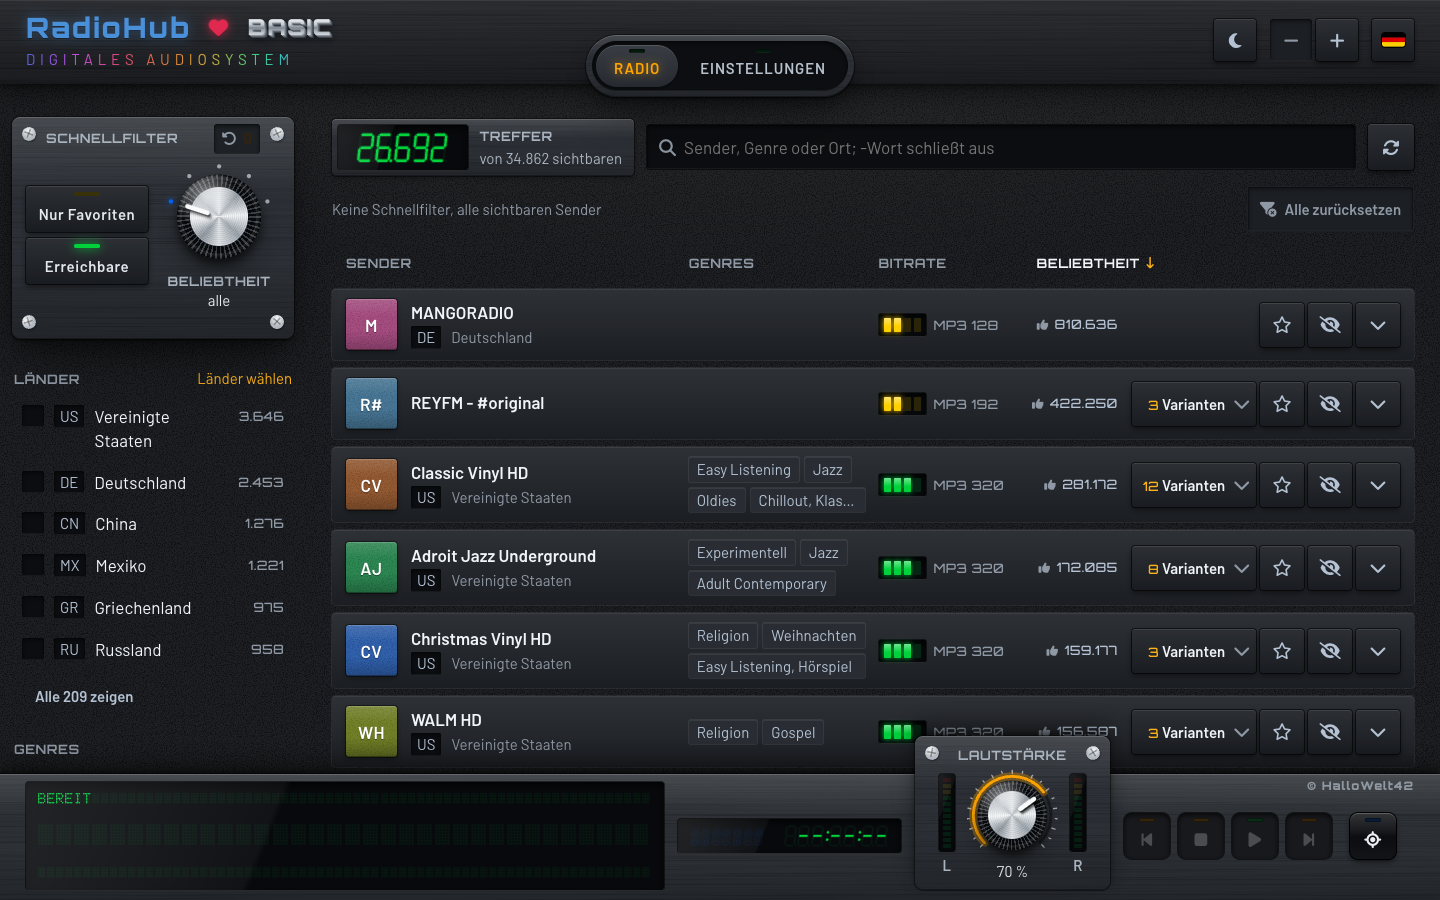 RadioHub BASIC
DIGITALES AUDIOSYSTEM
RADIO
EINSTELLUNGEN
SCHNELLFILTER
Nur Favoriten
Erreichbare
BELIEBTHEIT
alle
26.692
TREFFER
von 34.862 sichtbaren
Sender, Genre oder Ort; -Wort schließt aus
Keine Schnellfilter, alle sichtbaren Sender
Alle zurücksetzen
LÄNDER
Länder wählen
US Vereinigte Staaten 3.646
DE Deutschland 2.453
CN China 1.276
MX Mexiko 1.221
GR Griechenland 975
RU Russland 958
Alle 209 zeigen
GENRES
SENDER GENRES BITRATE BELIEBTHEIT ↓
M MANGORADIO
DE Deutschland
MP3 128 810.636
R# REYFM - #original
MP3 192 422.250 3 Varianten
CV Classic Vinyl HD
US Vereinigte Staaten
Easy Listening Jazz
Oldies Chillout, Klas...
MP3 320 281.172 12 Varianten
AJ Adroit Jazz Underground
US Vereinigte Staaten
Experimentell Jazz
Adult Contemporary
MP3 320 172.085 8 Varianten
CV Christmas Vinyl HD
US Vereinigte Staaten
Religion Weihnachten
Easy Listening, Hörspiel
MP3 320 159.177 3 Varianten
WH WALM HD
US Vereinigte Staaten
Religion Gospel
MP3 320 156.587 3 Varianten
BEREIT
--:--:--
LAUTSTÄRKE
L R
70 %
© HalloWelt42